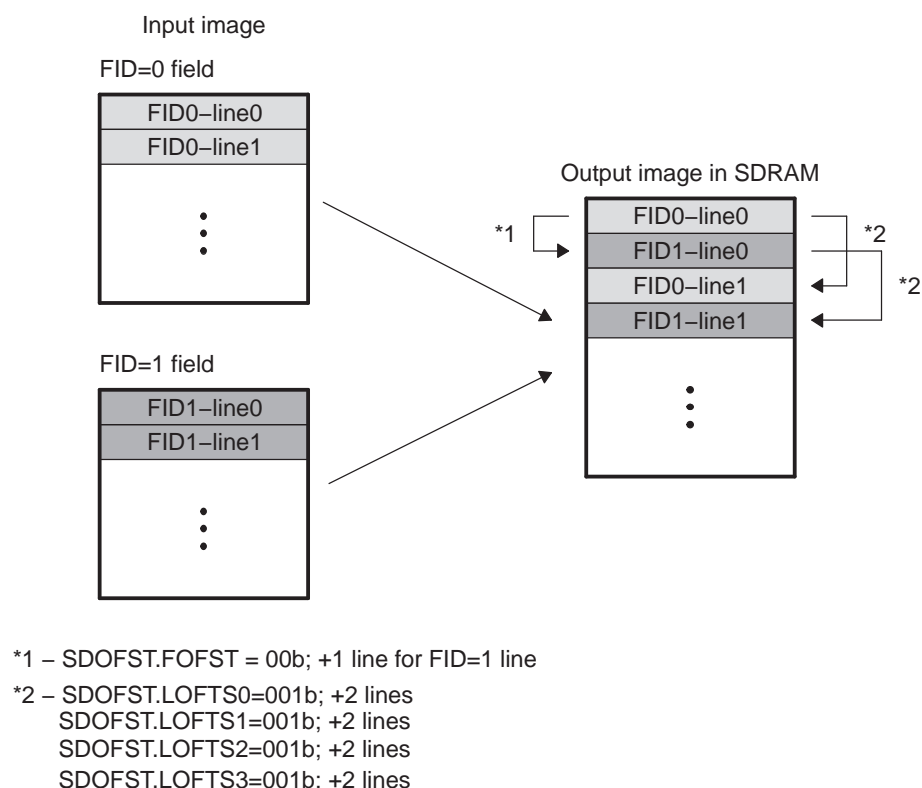 Input image
FID=0 field
FID0−line0
FID0−line1
FID=1 field
FID1−line0
FID1−line1
Output image in SDRAM
*1
FID0−line0
*2
FID1−line0
FID0−line1
*2
FID1−line1
*1 − SDOFST.FOFST = 00b; +1 line for FID=1 line
*2 − SDOFST.LOFTS0=001b; +2 lines
SDOFST.LOFTS1=001b; +2 lines
SDOFST.LOFTS2=001b; +2 lines
SDOFST.LOFTS3=001b; +2 lines